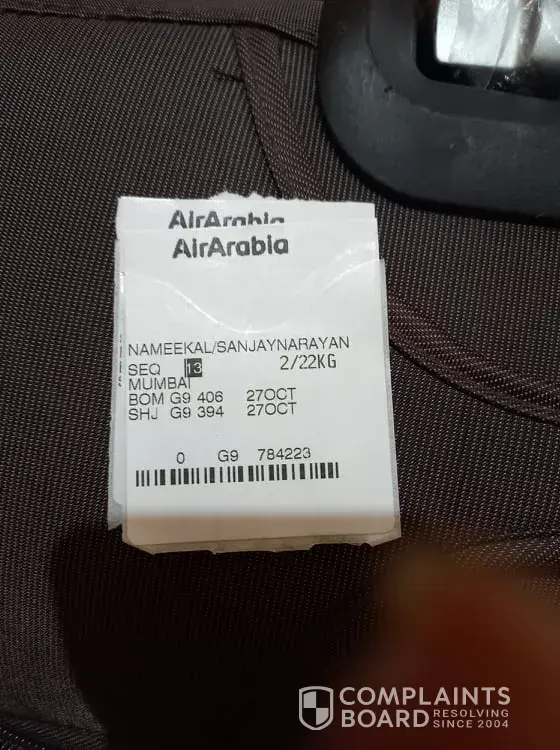 AirArabia
AirArabia
NAMEEKAL/SANJAYNARAYAN
SEQ 13 2/22KG
MUMBAI
BOM G9 406 27OCT
SHJ G9 394 27OCT
0 G9 784223
COMPLAINTS
BOARD RESOLVING
SINCE 2004